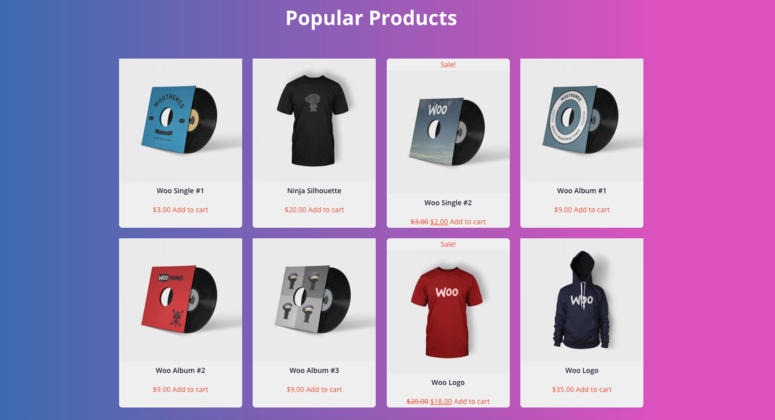 Popular Products
WOOTHEMES
Woo Single #1
$3.00 Add to cart
Ninja Silhouette
$20.00 Add to cart
Sale!
WOO
Woo Single #2
$3.00 $2.00 Add to cart
WOOTHEMES
Woo Album #1
$9.00 Add to cart
WOOTHEMES
Woo Album #2
$9.00 Add to cart
Woo Album #3
$9.00 Add to cart
Sale!
WOO
Woo Logo
$20.00 $18.00 Add to cart
WOO
Woo Logo
$35.00 Add to cart